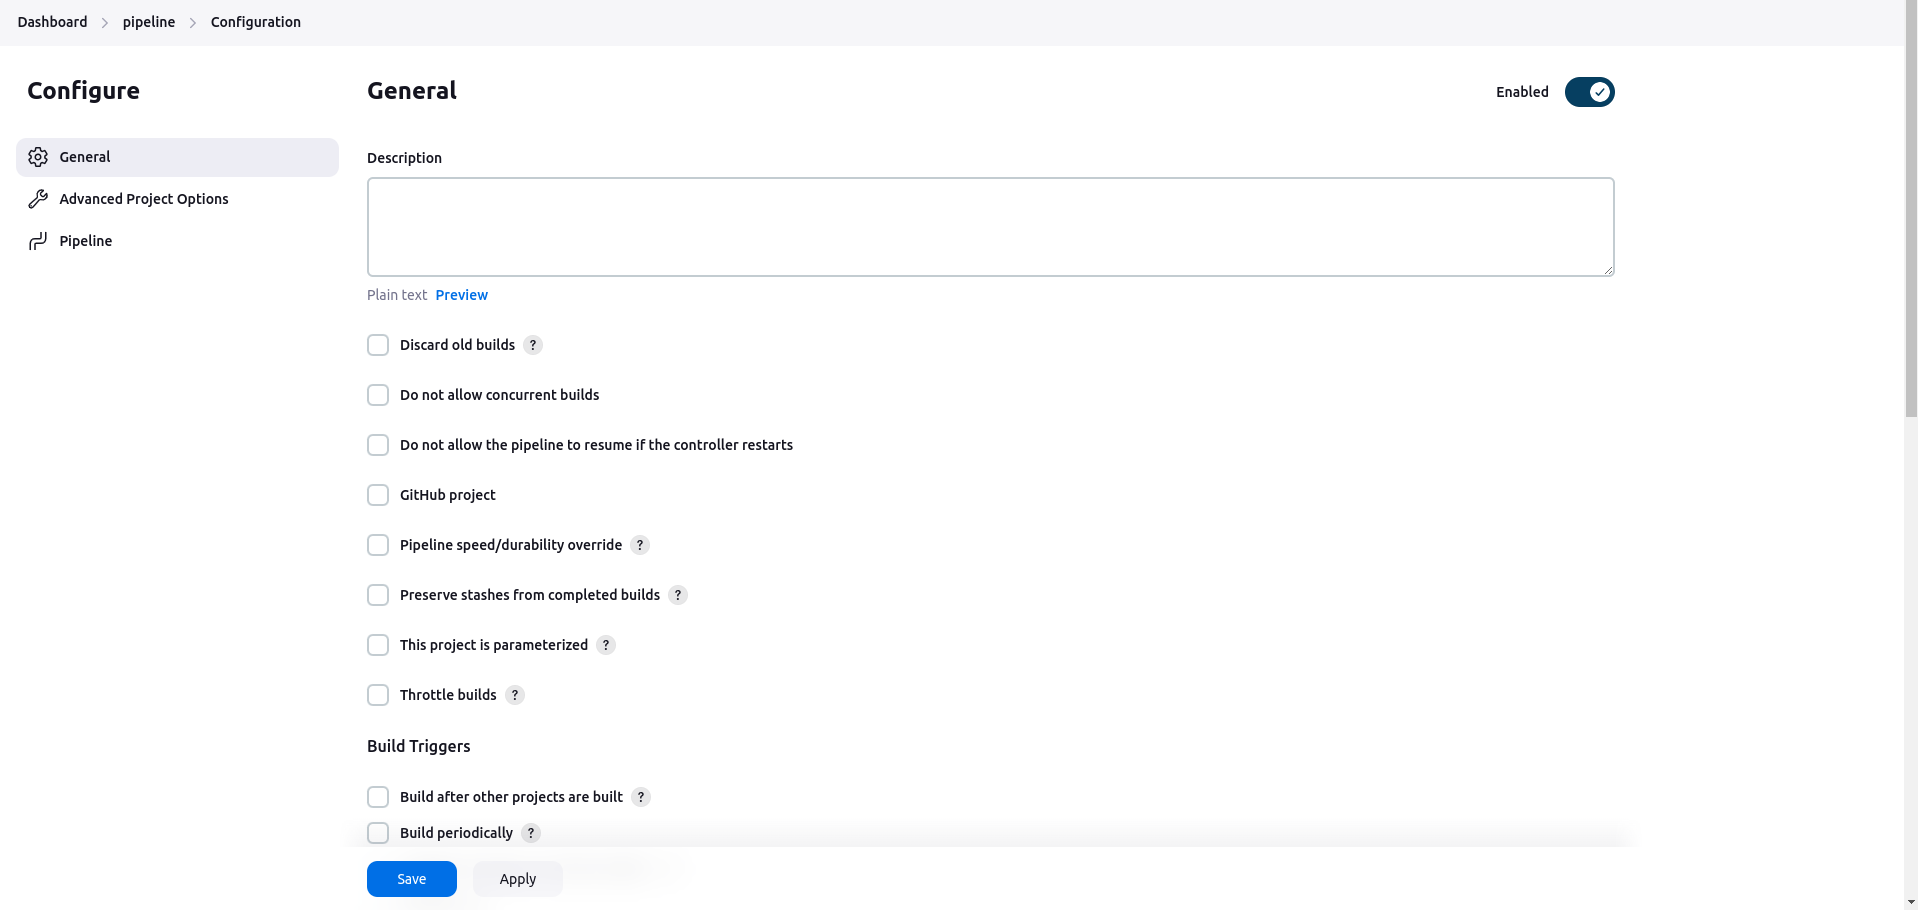 Dashboard pipeline Configuration
Configure
General
Advanced Project Options
Pipeline
General
Enabled
Description
Plain text Preview
Discard old builds ?
Do not allow concurrent builds
Do not allow the pipeline to resume if the controller restarts
GitHub project
Pipeline speed/durability override ?
Preserve stashes from completed builds ?
This project is parameterized ?
Throttle builds ?
Build Triggers
Build after other projects are built ?
Build periodically ?
Save Apply